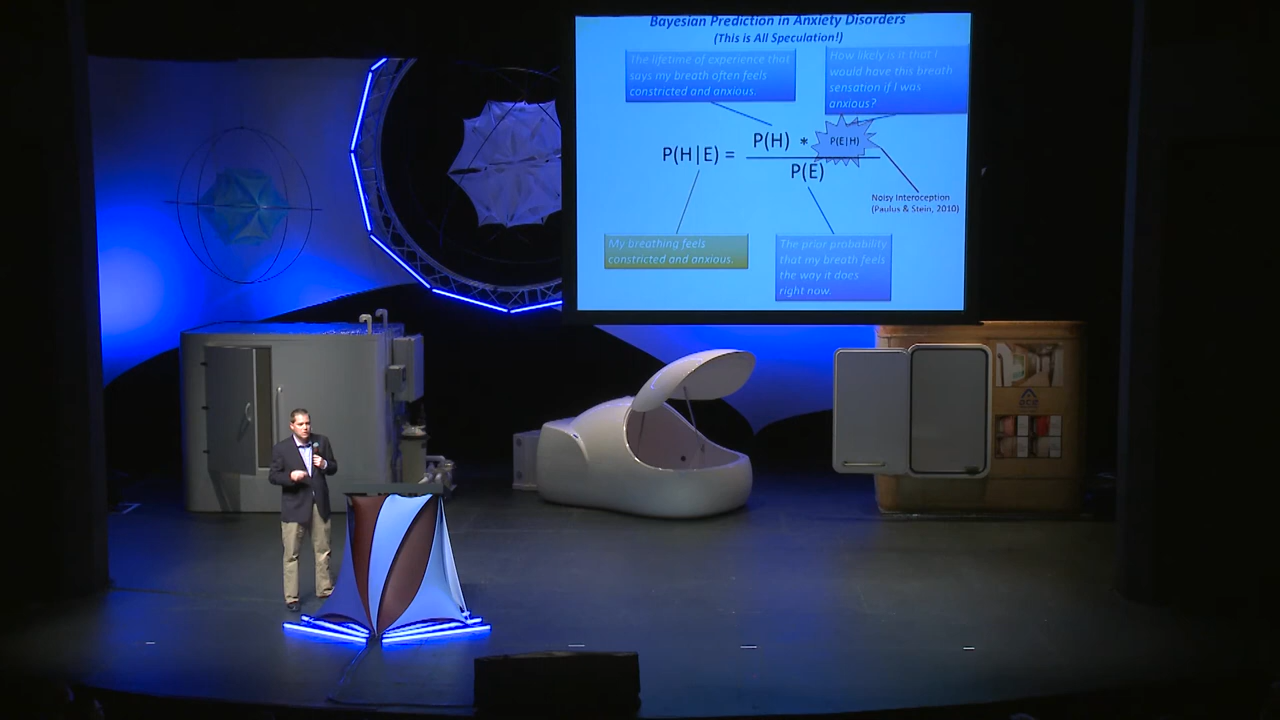 Bayesian Prediction in Anxiety Disorders
(This is All Speculation!)
The lifetime of experience that
says my breath often feels
constricted and anxious.
How likely is it that I
would have this breath
sensation if I was
anxious?
P(H|E) =
P(H) *
P(E|H)
P(E)
Noisy Interoception
(Paulus & Stein, 2010)
My breathing feels
constricted and anxious.
The prior probability
that my breath feels
the way it does
right now.